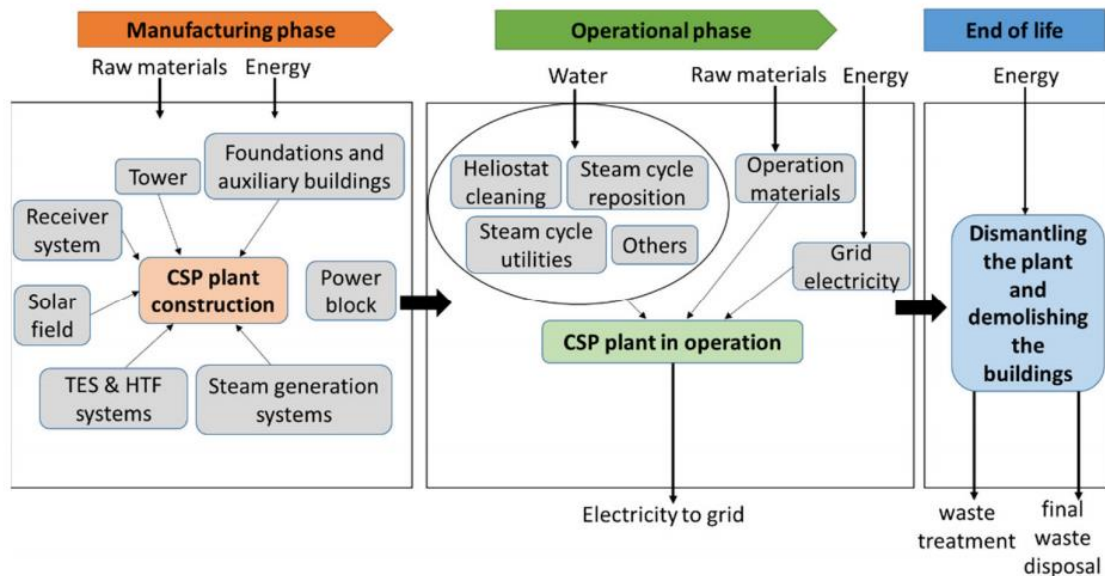 Manufacturing phase
Operational phase
End of life
Raw materials
Energy
Water
Raw materials
Energy
Energy
Tower
Foundations and
auxiliary buildings
Receiver
system
CSP plant
construction
Power
block
Solar
field
TES & HTF
systems
Steam generation
systems
Heliostat
cleaning
Steam cycle
reposition
Steam cycle
utilities
Others
Operation
materials
Grid
electricity
CSP plant in operation
Electricity to grid
Dismantling
the plant
and
demolishing
the
buildings
waste
treatment
final
waste
disposal